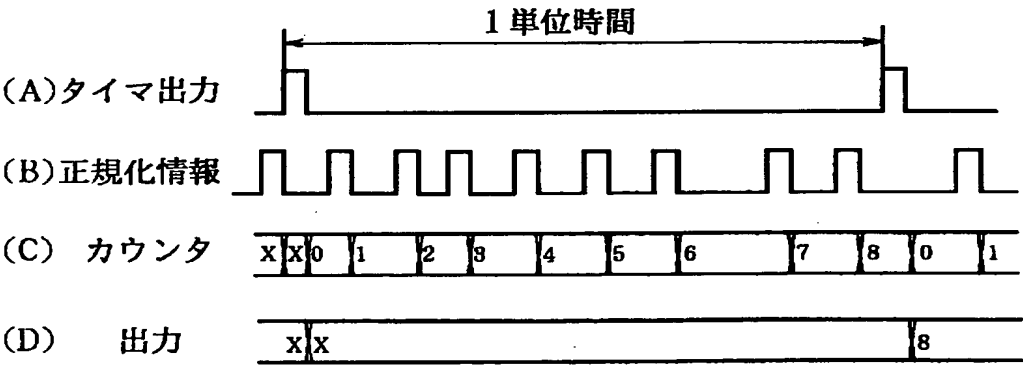 1単位時間
(A)タイマ出力
(B)正規化情報
(C) カウンタ X X 0 1 2 3 4 5 6 7 8 0 1
(D) 出力 X X 8